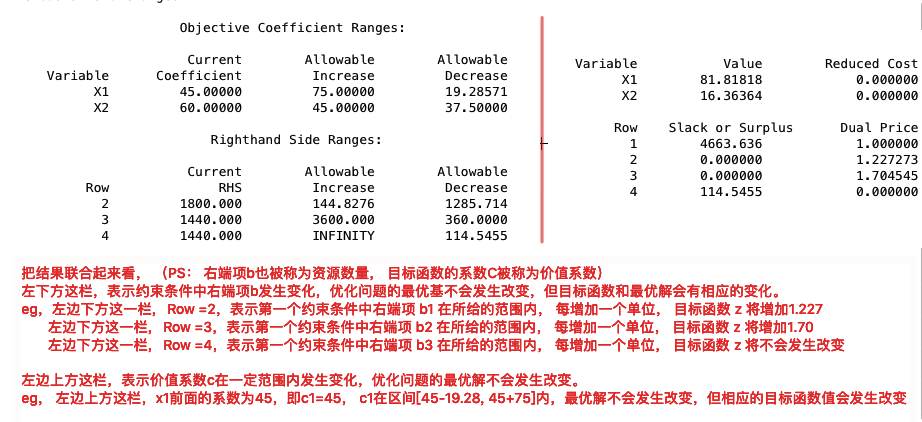 Objective Coefficient Ranges:
Current Allowable Allowable
Variable Coefficient Increase Decrease
X1 45.00000 75.00000 19.28571
X2 60.00000 45.00000 37.50000
Righthand Side Ranges:
Current Allowable Allowable
Row RHS Increase Decrease
2 1800.000 144.8276 1285.714
3 1440.000 3600.000 360.0000
4 1440.000 INFINITY 114.5455
Variable Value Reduced Cost
X1 81.81818 0.000000
X2 16.36364 0.000000
Row Slack or Surplus Dual Price
1 4663.636 1.000000
2 0.000000 1.227273
3 0.000000 1.704545
4 114.5455 0.000000
把结果联合起来看，（PS： 右端项b也被称为资源数量， 目标函数的系数C被称为价值系数）
左下方这栏，表示约束条件中右端项b发生变化，优化问题的最优基不会发生改变，但目标函数和最优解会有相应的变化。
eg，左边下方这一栏， Row =2，表示第一个约束条件中右端项 b1 在所给的范围内， 每增加一个单位， 目标函数 z 将增加1.227
左边下方这一栏， Row =3，表示第一个约束条件中右端项 b2 在所给的范围内， 每增加一个单位， 目标函数 z 将增加1.70
左边下方这一栏， Row =4，表示第一个约束条件中右端项 b3 在所给的范围内， 每增加一个单位， 目标函数 z 将不会发生改变
左边上方这栏，表示价值系数c在一定范围内发生变化，优化问题的最优解不会发生改变。
eg， 左边上方这栏，x1前面的系数为45，即c1=45， c1在区间[45-19.28, 45+75]内，最优解不会发生改变，但相应的目标函数值会发生改变